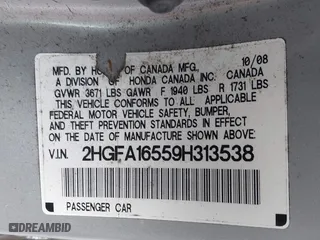 MFD. BY HONDA OF CANADA MFG. 10/08
A DIVISION OF HONDA CANADA INC. CANADA
GVWR 3671 LBS GAWR F 1940 LBS R 1731 LBS
THIS VEHICLE CONFORMS TO ALL APPLICABLE
FEDERAL MOTOR VEHICLE SAFETY, BUMPER, AND
THEFT PREVENTION STANDARDS IN EFFECT
ON THE DATE OF MANUFACTURE SHOWN ABOVE.
V.I.N. 2HGFA16559H313538
PASSENGER CAR
DREAMBID